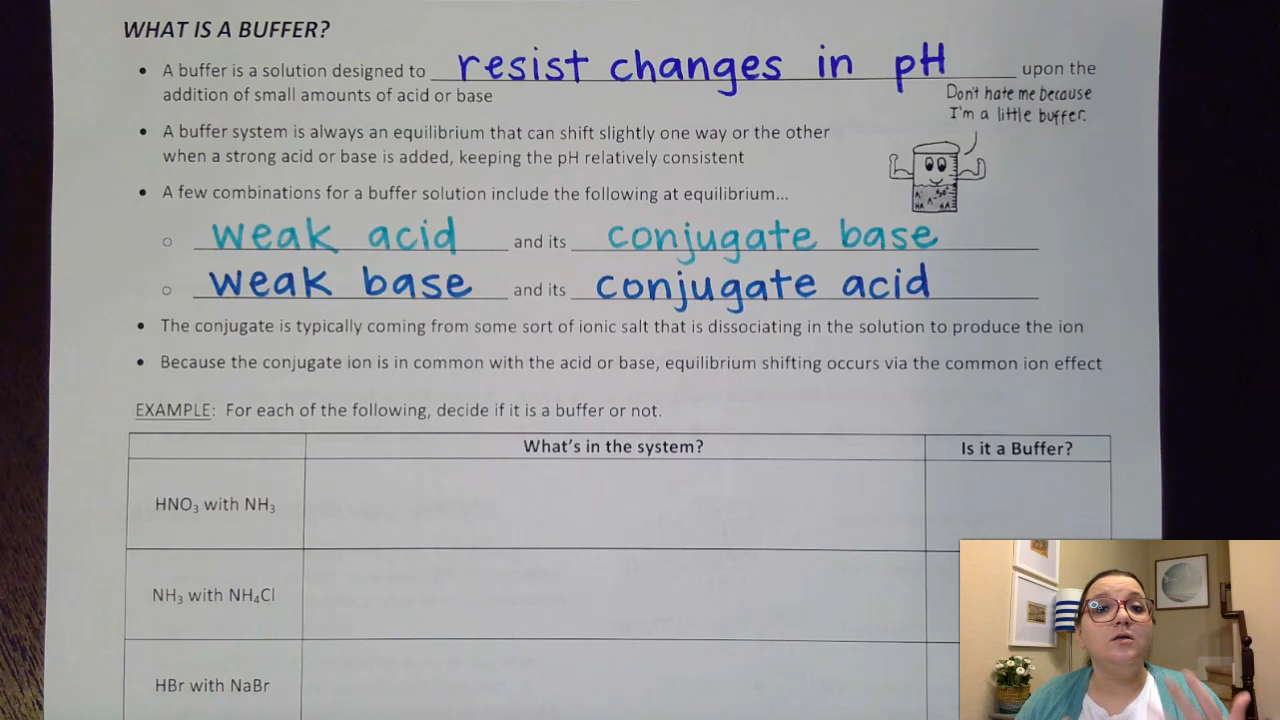 WHAT IS A BUFFER?
• A buffer is a solution designed to resist changes in pH upon the
addition of small amounts of acid or base
Don't hate me because
I'm a little buffer.
• A buffer system is always an equilibrium that can shift slightly one way or the other
when a strong acid or base is added, keeping the pH relatively consistent
• A few combinations for a buffer solution include the following at equilibrium...
○ weak acid and its conjugate base
○ weak base and its conjugate acid
• The conjugate is typically coming from some sort of ionic salt that is dissociating in the solution to produce the ion
• Because the conjugate ion is in common with the acid or base, equilibrium shifting occurs via the common ion effect
EXAMPLE: For each of the following, decide if it is a buffer or not.
What's in the system? Is it a Buffer?
HNO₃ with NH₃
NH₃ with NH₄Cl
HBr with NaBr